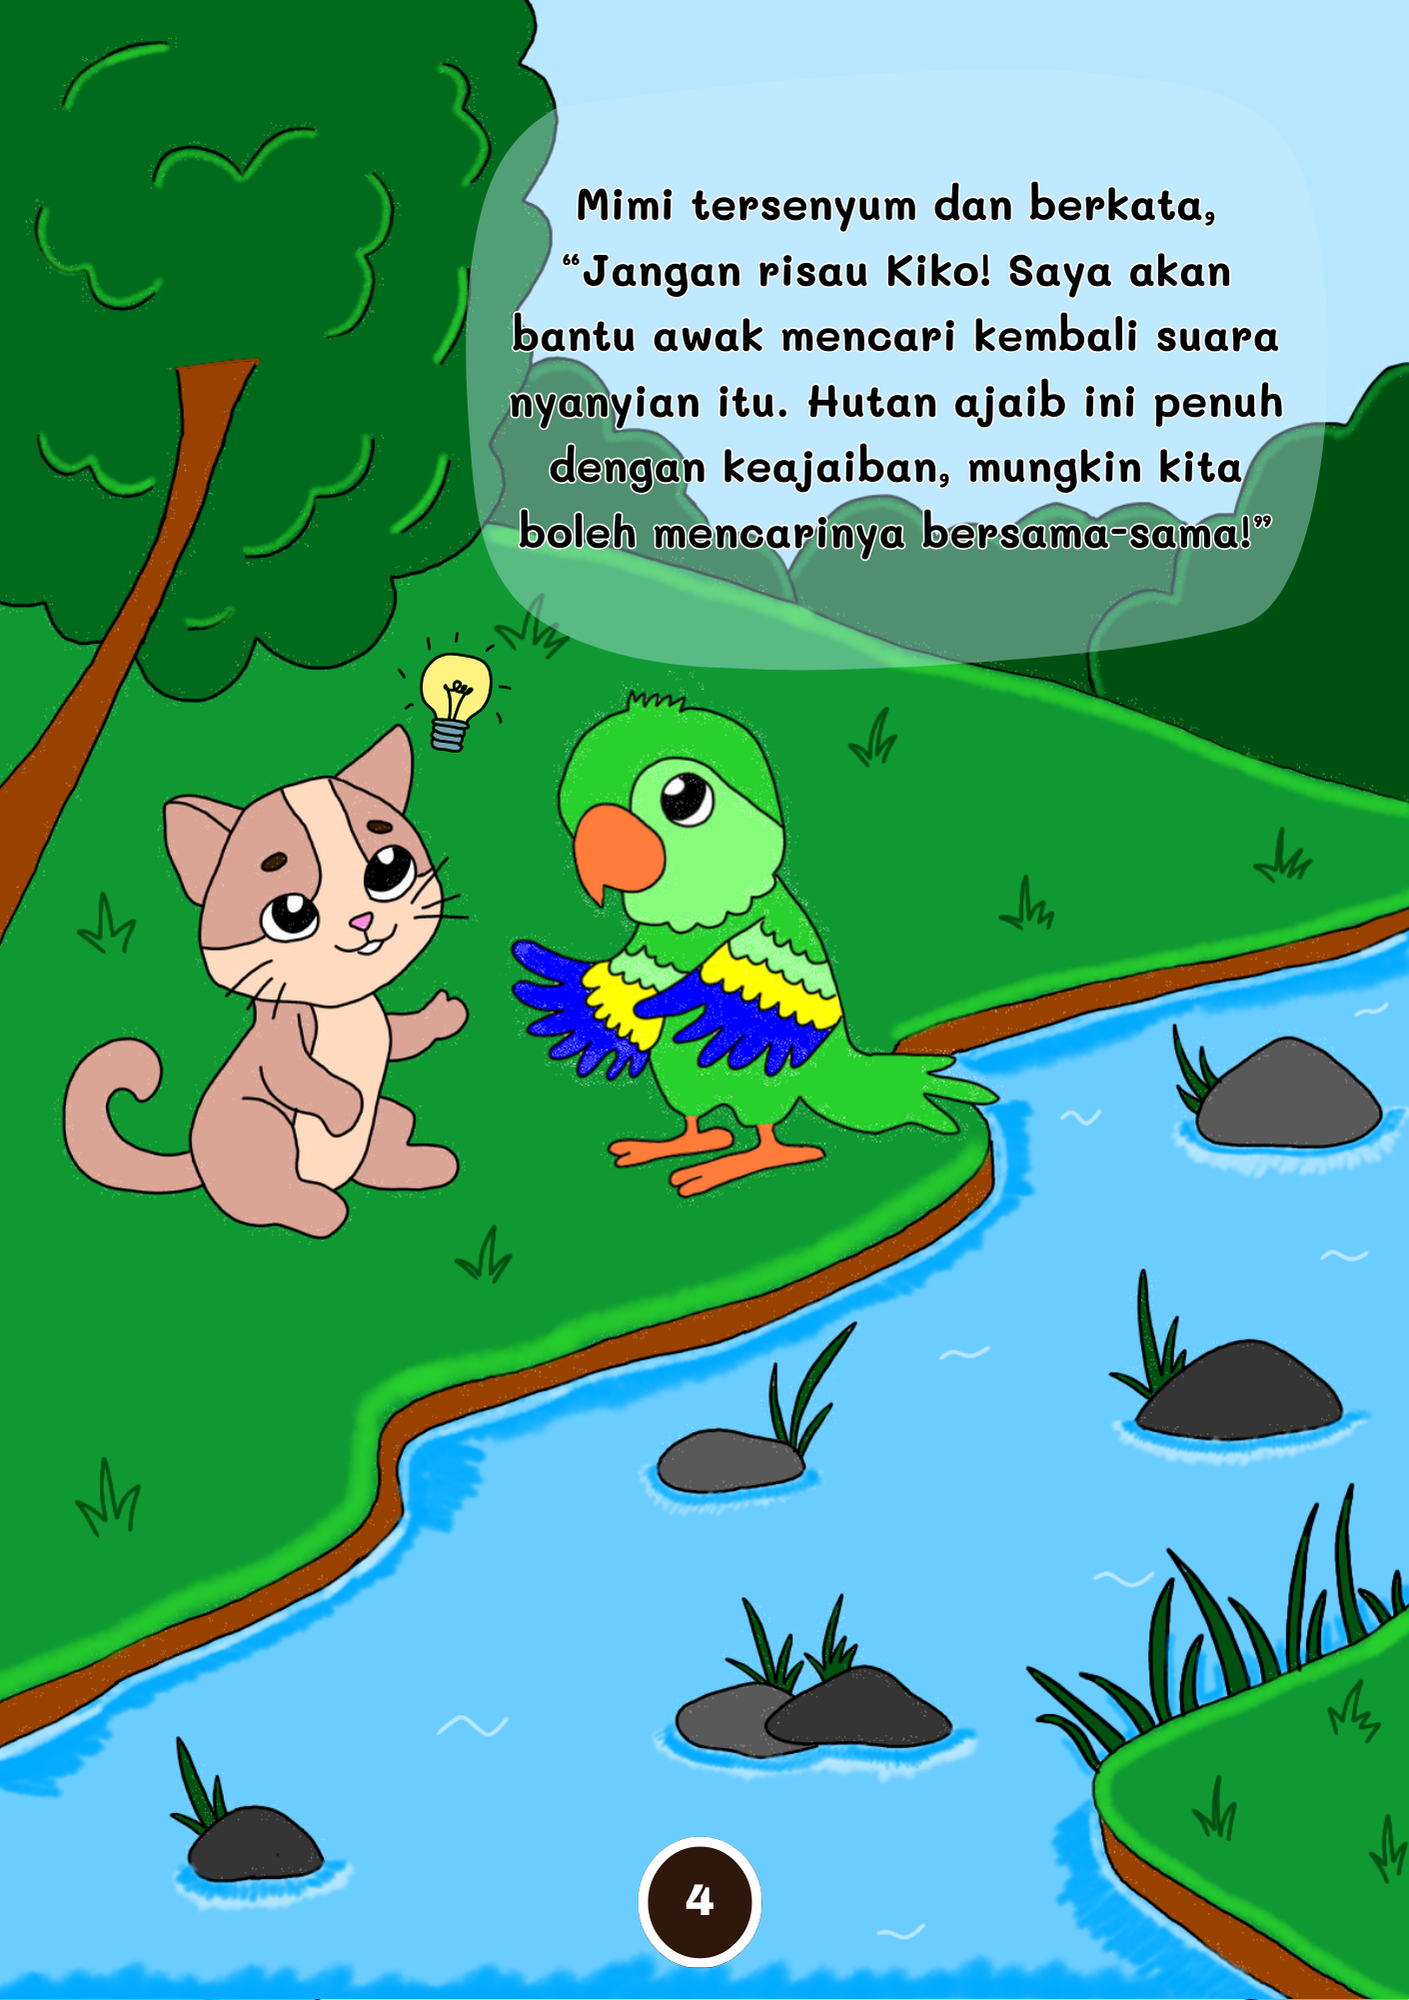 Mimi tersenyum dan berkata,
“Jangan risau Kiko! Saya akan
bantu awak mencari kembali suara
nyanyian itu. Hutan ajaib ini penuh
dengan keajaiban, mungkin kita
boleh mencarinya bersama-sama!”
4